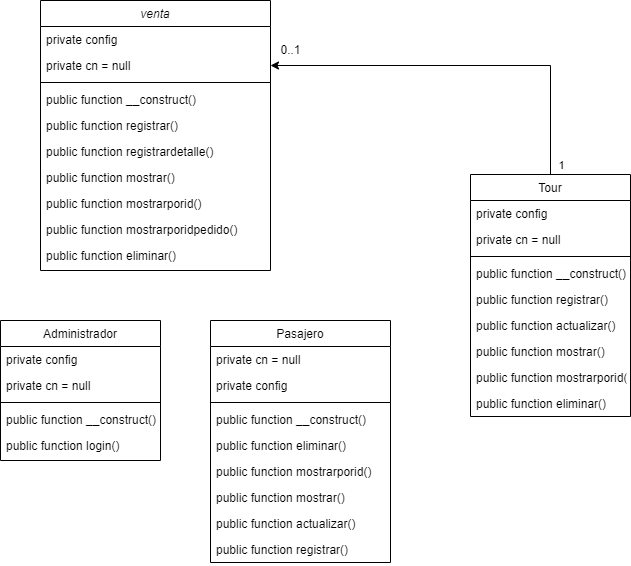 venta
private config
private cn = null
public function __construct()
public function registrar()
public function registrardetalle()
public function mostrar()
public function mostrarporid()
public function mostrarporidpedido()
public function eliminar()
0..1
1
Tour
private config
private cn = null
public function __construct()
public function registrar()
public function actualizar()
public function mostrar()
public function mostrarporid(
public function eliminar()
Administrador
private config
private cn = null
public function __construct()
public function login()
Pasajero
private cn = null
private config
public function __construct()
public function eliminar()
public function mostrarporid()
public function mostrar()
public function actualizar()
public function registrar()